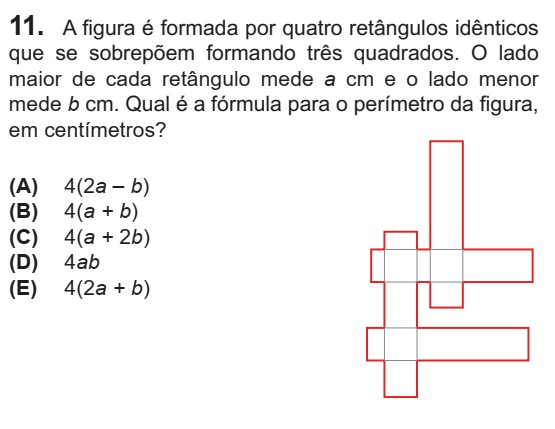 11. A figura é formada por quatro retângulos idênticos
que se sobrepõem formando três quadrados. O lado
maior de cada retângulo mede a cm e o lado menor
mede b cm. Qual é a fórmula para o perímetro da figura,
em centímetros?
(A) 4(2a – b)
(B) 4(a + b)
(C) 4(a + 2b)
(D) 4ab
(E) 4(2a + b)